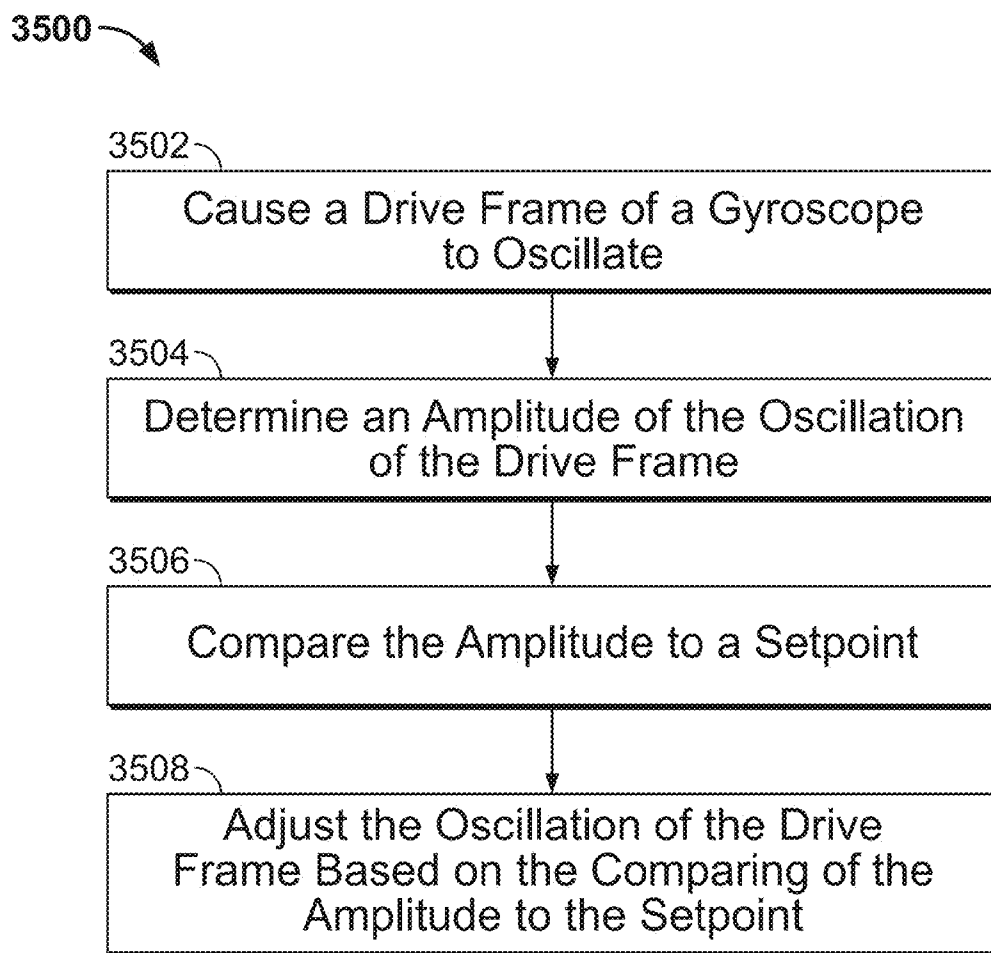 3500
3502
Cause a Drive Frame of a Gyroscope
to Oscillate
3504
Determine an Amplitude of the Oscillation
of the Drive Frame
3506
Compare the Amplitude to a Setpoint
3508
Adjust the Oscillation of the Drive
Frame Based on the Comparing of the
Amplitude to the Setpoint